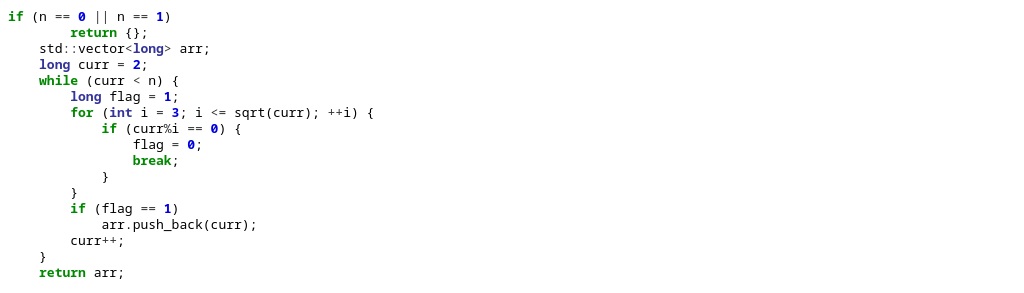 if (n == 0 || n == 1)
        return {};
    std::vector<long> arr;
    long curr = 2;
    while (curr < n) {
        long flag = 1;
        for (int i = 3; i <= sqrt(curr); ++i) {
            if (curr%i == 0) {
                flag = 0;
                break;
            }
        }
        if (flag == 1)
            arr.push_back(curr);
        curr++;
    }
    return arr;